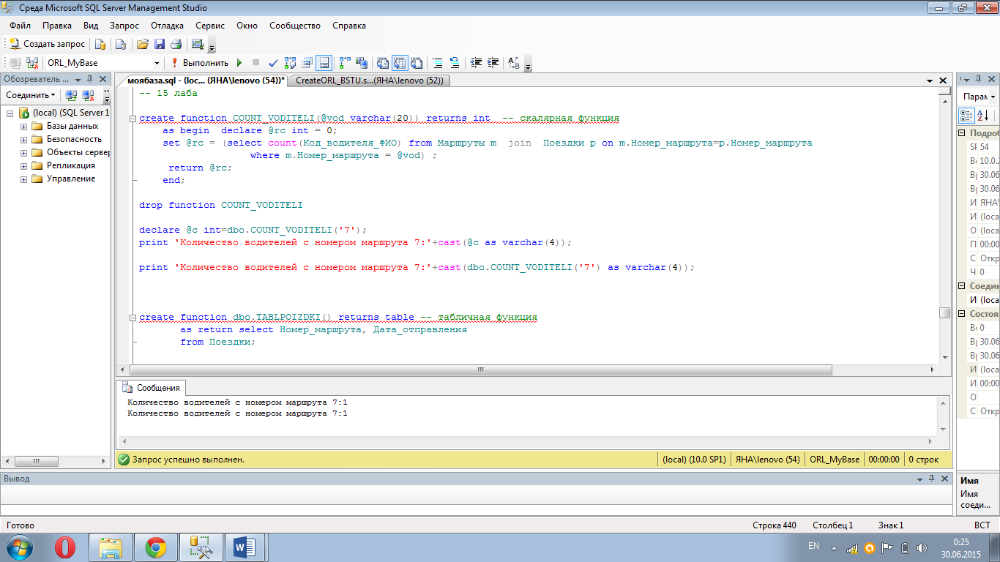 Среда Microsoft SQL Server Management Studio
Файл Правка Вид Запрос Отладка Сервис Окно Сообщество Справка
Создать запрос
ORL_MyBase Выполнить
Обозреватель ...
Соединить
(local) (SQL Server 1
Базы данных
Безопасность
Объекты сервер
Репликация
Управление
моябаза.sql - (loc... (ЯНА\lenovo (54))* CreateORL_BSTU.s...(ЯНА\lenovo (52))
-- 15 лаба
create function COUNT_VODITELI(@vod varchar(20)) returns int -- скалярная функция
as begin declare @rc int = 0;
set @rc = (select count(Код_водителя_ФИО) from Маршруты m join Поездки p on m.Номер_маршрута=p.Номер_маршрута
where m.Номер_маршрута = @vod) ;
return @rc;
end;
drop function COUNT_VODITELI
declare @c int=dbo.COUNT_VODITELI('7');
print 'Количество водителей с номером маршрута 7:'+cast(@c as varchar(4));
print 'Количество водителей с номером маршрута 7:'+cast(dbo.COUNT_VODITELI('7') as varchar(4));
create function dbo.TABLPOIZDKI() returns table -- табличная функция
as return select Номер_маршрута, Дата_отправления
from Поездки;
Сообщения
Количество водителей с номером маршрута 7:1
Количество водителей с номером маршрута 7:1
Запрос успешно выполнен. (local) (10.0 SP1) ЯНА\lenovo (54) ORL_MyBase 00:00:00 0 строк
Парам
Подроб
SP 54
Ве 10.0.2
Вр 30.06
Вр 30.06
И ЯНА\
И (loca
О (loca
П 00:00
С Откр
Ч 0
Соедин
И (loca
Состоя
Вс 0
Вр 30.06
Вр 30.06
И (loca
И 00:00
О
С Откр
Имя
Имя
соеди...
Вывод
Готово Строка 440 Столбец 1 Знак 1 ВСТ
EN 0:25
30.06.2015